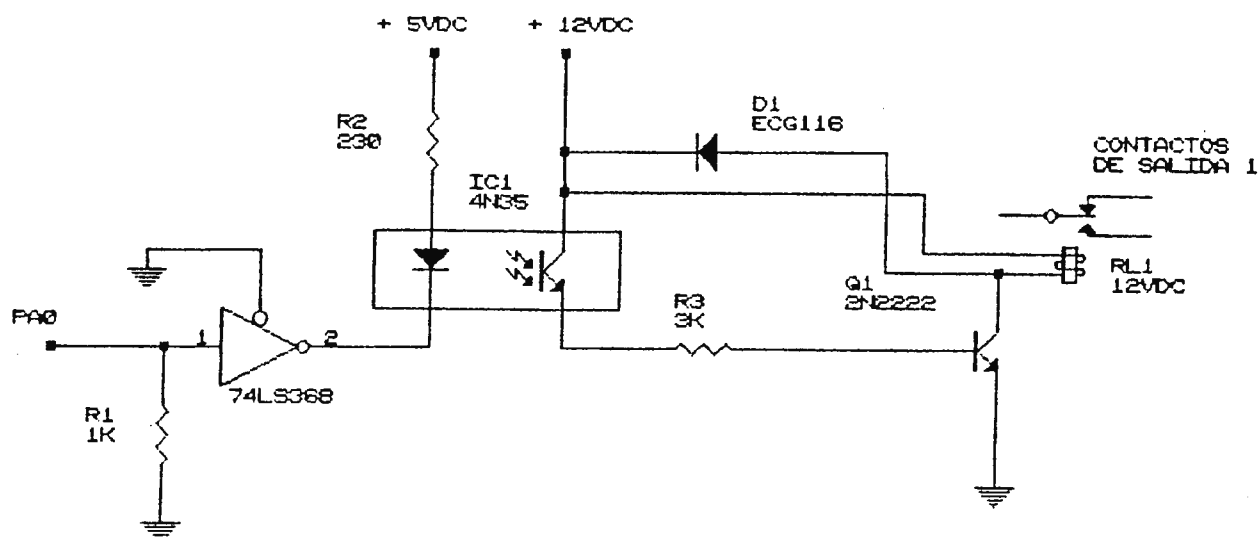 + 5VDC
+ 12VDC
R2
230
D1
ECG116
CONTACTOS
DE SALIDA 1
IC1
4N35
RL1
12VDC
Q1
2N2222
R3
3K
PA0
1
2
74LS368
R1
1K